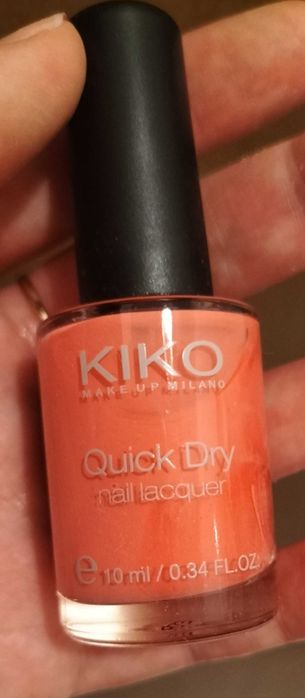 KIKO
MAKE UP MILANO
Quick Dry
nail lacquer
℮ 10 ml / 0.34 FL.OZ.